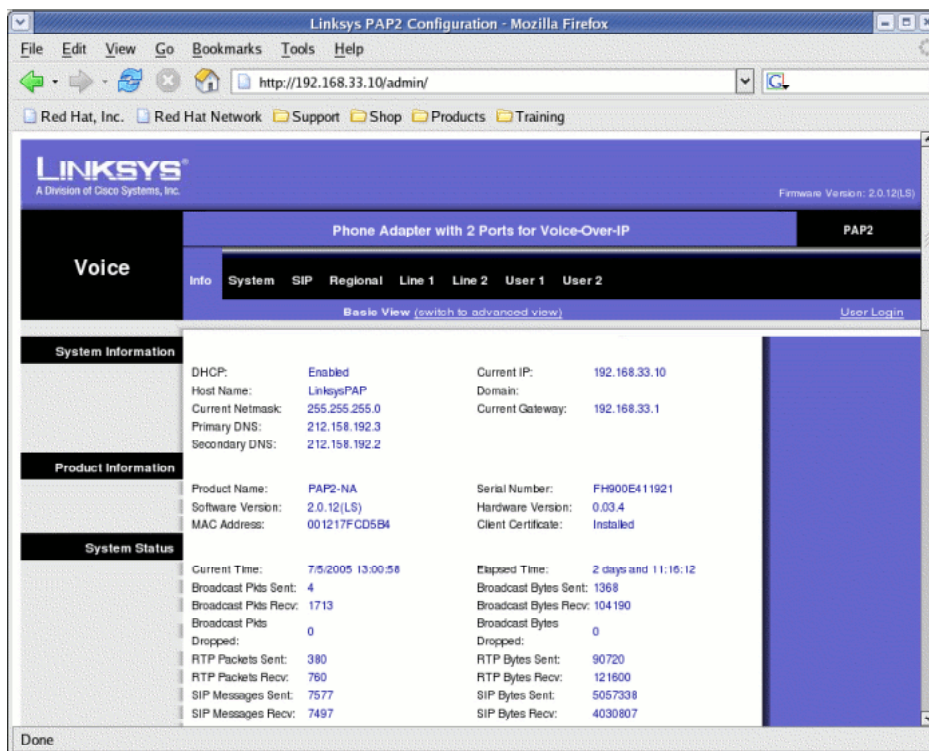 Linksys PAP2 Configuration - Mozilla Firefox
File Edit View Go Bookmarks Tools Help
http://192.168.33.10/admin/
Red Hat, Inc. Red Hat Network Support Shop Products Training
LINKSYS®
A Division of Cisco Systems, Inc.
Firmware Version: 2.0.12(LS)
Phone Adapter with 2 Ports for Voice-Over-IP PAP2
Voice
Info System SIP Regional Line 1 Line 2 User 1 User 2
Basic View (switch to advanced view) User Login
System Information
DHCP: Enabled Current IP: 192.168.33.10
Host Name: LinksysPAP Domain:
Current Netmask: 255.255.255.0 Current Gateway: 192.168.33.1
Primary DNS: 212.158.192.3
Secondary DNS: 212.158.192.2
Product Information
Product Name: PAP2-NA Serial Number: FH900E411921
Software Version: 2.0.12(LS) Hardware Version: 0.03.4
MAC Address: 001217FCD5B4 Client Certificate: Installed
System Status
Current Time: 7/5/2005 13:00:58 Elapsed Time: 2 days and 11:16:12
Broadcast Pkts Sent: 4 Broadcast Bytes Sent: 1368
Broadcast Pkts Recv: 1713 Broadcast Bytes Recv: 104190
Broadcast Pkts Dropped: 0 Broadcast Bytes Dropped: 0
RTP Packets Sent: 380 RTP Bytes Sent: 90720
RTP Packets Recv: 760 RTP Bytes Recv: 121600
SIP Messages Sent: 7577 SIP Bytes Sent: 5057338
SIP Messages Recv: 7497 SIP Bytes Recv: 4030807
Done